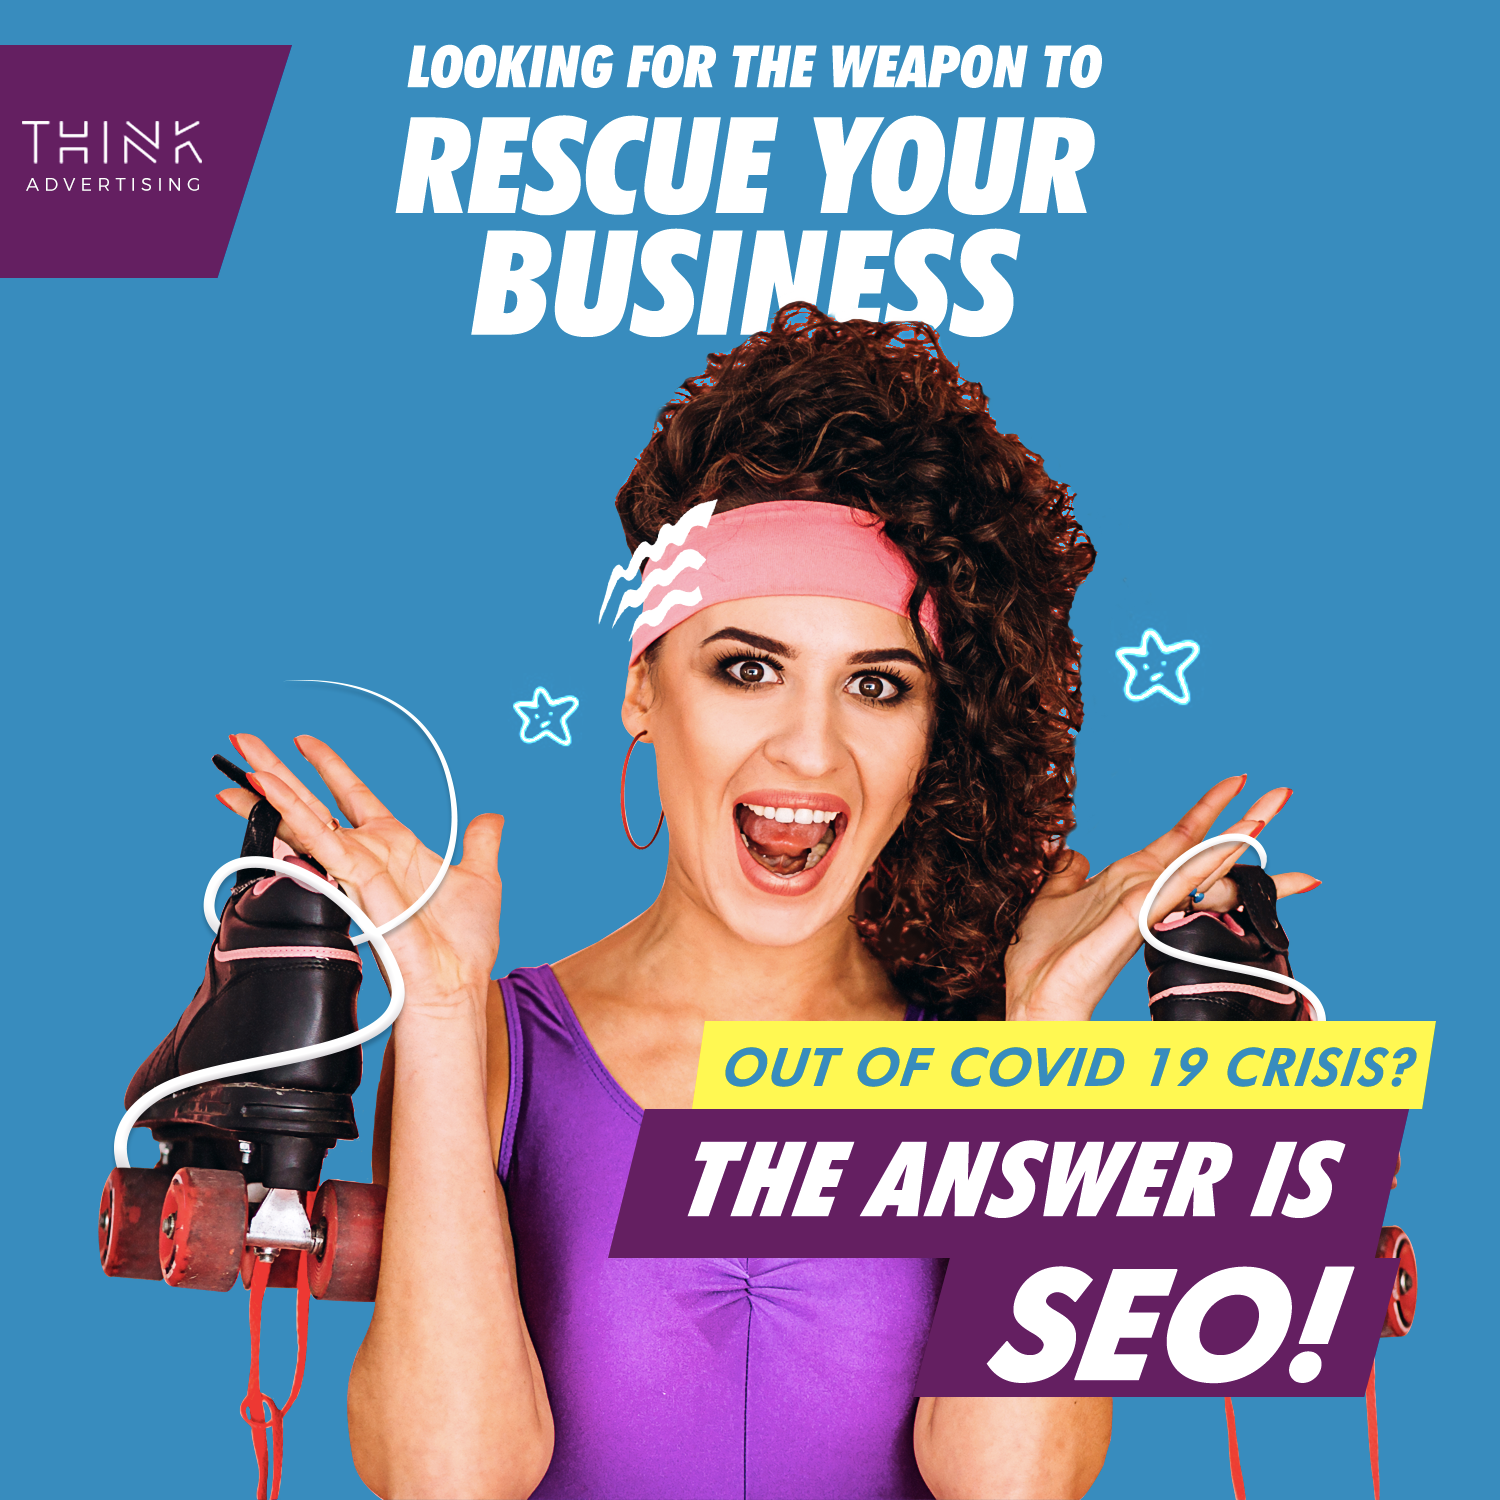 THINK
ADVERTISING
LOOKING FOR THE WEAPON TO
RESCUE YOUR
BUSINESS
OUT OF COVID 19 CRISIS?
THE ANSWER IS
SEO!